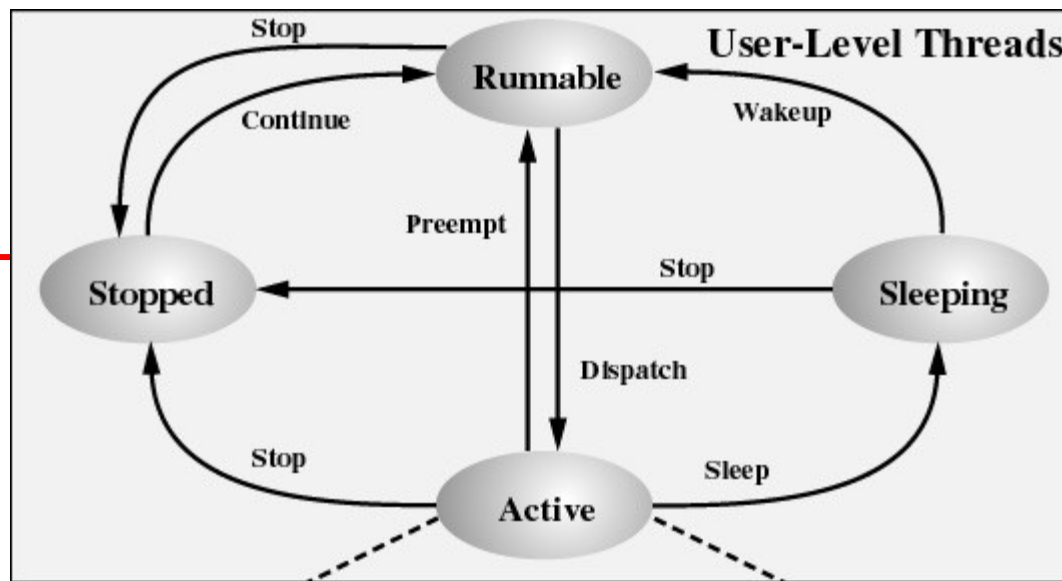 Stop
User-Level Threads
Runnable
Continue
Wakeup
Preempt
Stop
Stopped
Sleeping
Dispatch
Stop
Sleep
Active